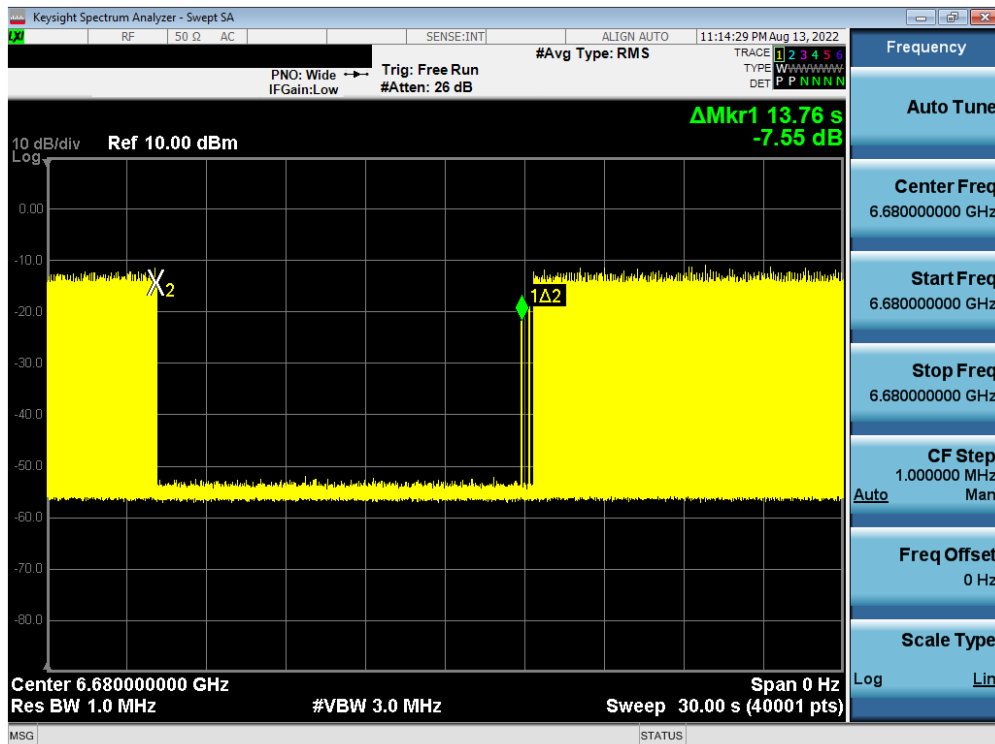 Keysight Spectrum Analyzer - Swept SA
LXI RF 50 Ω AC SENSE:INT ALIGN AUTO 11:14:29 PM Aug 13, 2022
#Avg Type: RMS
TRACE 1 2 3 4 5 6
TYPE WWWWWW
DET P P N N N N
PNO: Wide
IFGain:Low
Trig: Free Run
#Atten: 26 dB
ΔMkr1 13.76 s
-7.55 dB
10 dB/div
Log
Ref 10.00 dBm
0.00
-10.0
-20.0
-30.0
-40.0
-50.0
-60.0
-70.0
-80.0
X2
1Δ2
Center 6.680000000 GHz
Span 0 Hz
Res BW 1.0 MHz
#VBW 3.0 MHz
Sweep 30.00 s (40001 pts)
MSG
STATUS
Frequency
Auto Tune
Center Freq
6.680000000 GHz
Start Freq
6.680000000 GHz
Stop Freq
6.680000000 GHz
CF Step
1.000000 MHz
Auto Man
Freq Offset
0 Hz
Scale Type
Log Lin